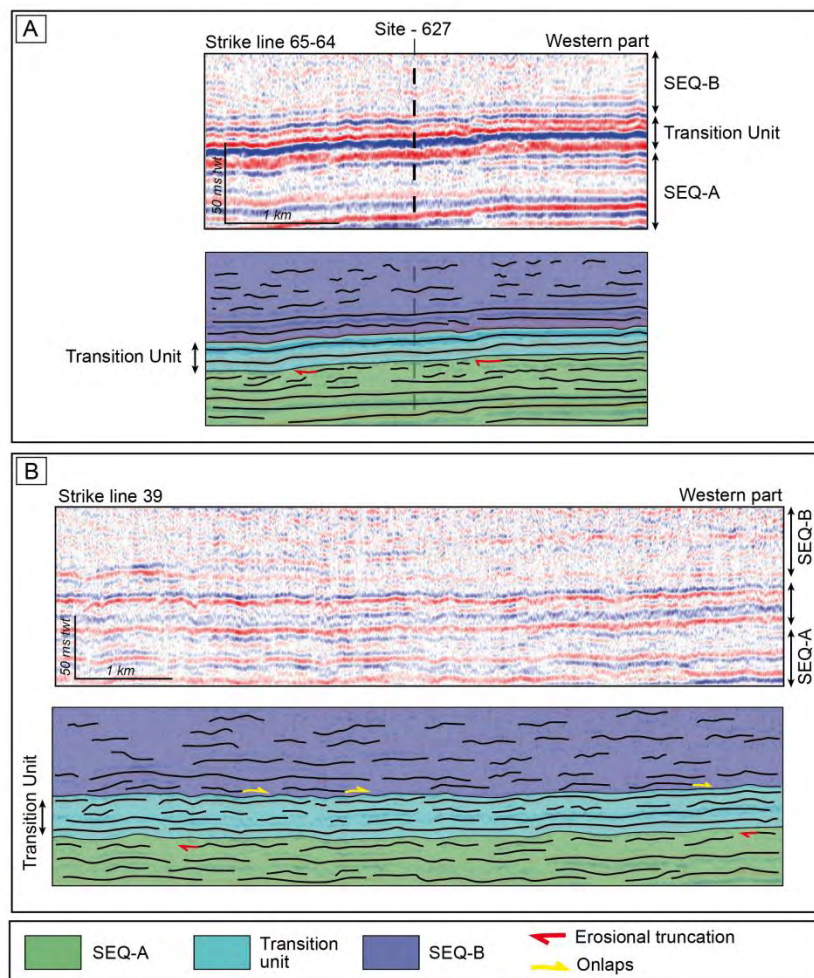 A
Site - 627
Strike line 65-64
Western part
SEQ-B
Transition Unit
SEQ-A
50 ms twt
1 km
Transition Unit
B
Strike line 39
Western part
SEQ-B
SEQ-A
50 ms twt
1 km
Transition Unit
SEQ-A
Transition
unit
SEQ-B
Erosional truncation
Onlaps